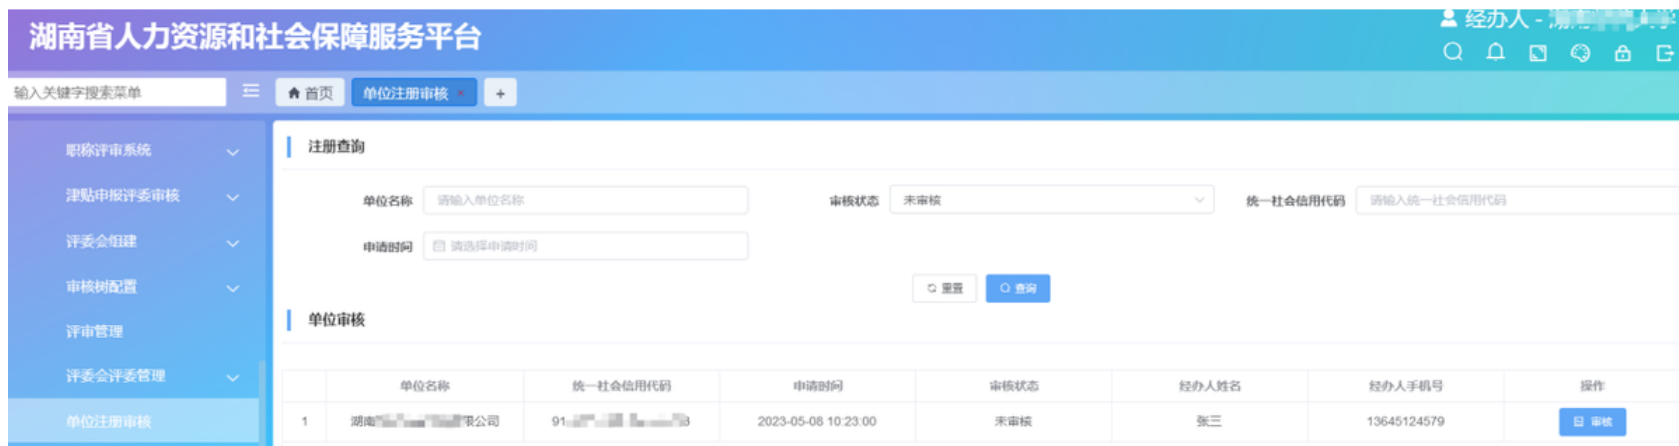 湖南省人力资源和社会保障服务平台
经办人 -
输入关键字搜索菜单
首页
单位注册审核 ×
+
职称评审系统
津贴申报评委审核
评委会组建
审核树配置
评审管理
评委会评委管理
单位注册审核
注册查询
单位名称 请输入单位名称 审核状态 未审核 统一社会信用代码 请输入统一社会信用代码
申请时间 请选择申请时间
重置 查询
单位审核
单位名称 统一社会信用代码 申请时间 审核状态 经办人姓名 经办人手机号 操作
1 湖南 限公司 91 3 2023-05-08 10:23:00 未审核 张三 13645124579 审核